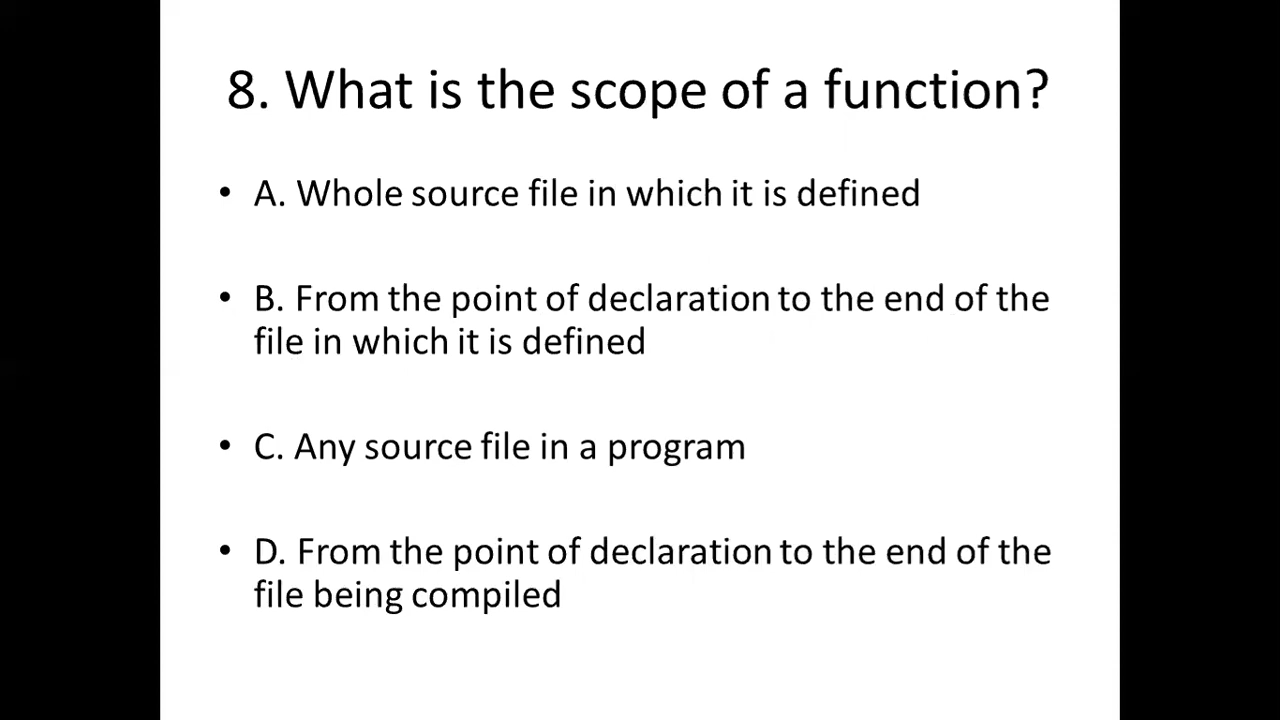 8. What is the scope of a function?
• A. Whole source file in which it is defined
• B. From the point of declaration to the end of the
file in which it is defined
• C. Any source file in a program
• D. From the point of declaration to the end of the
file being compiled